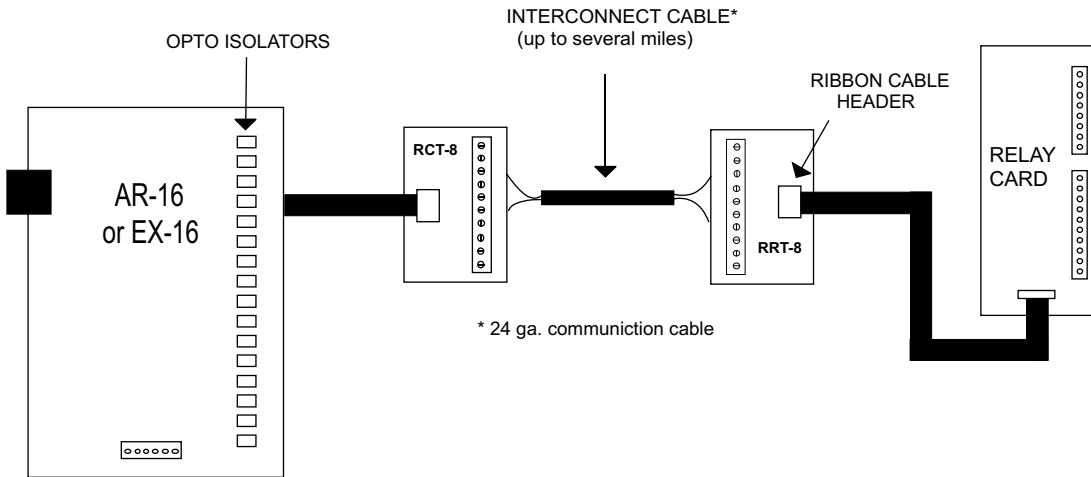 INTERCONNECT CABLE*
(up to several miles)
OPTO ISOLATORS
RIBBON CABLE
HEADER
RCT-8
RELAY
CARD
AR-16
or EX-16
RRT-8
* 24 ga. communiction cable